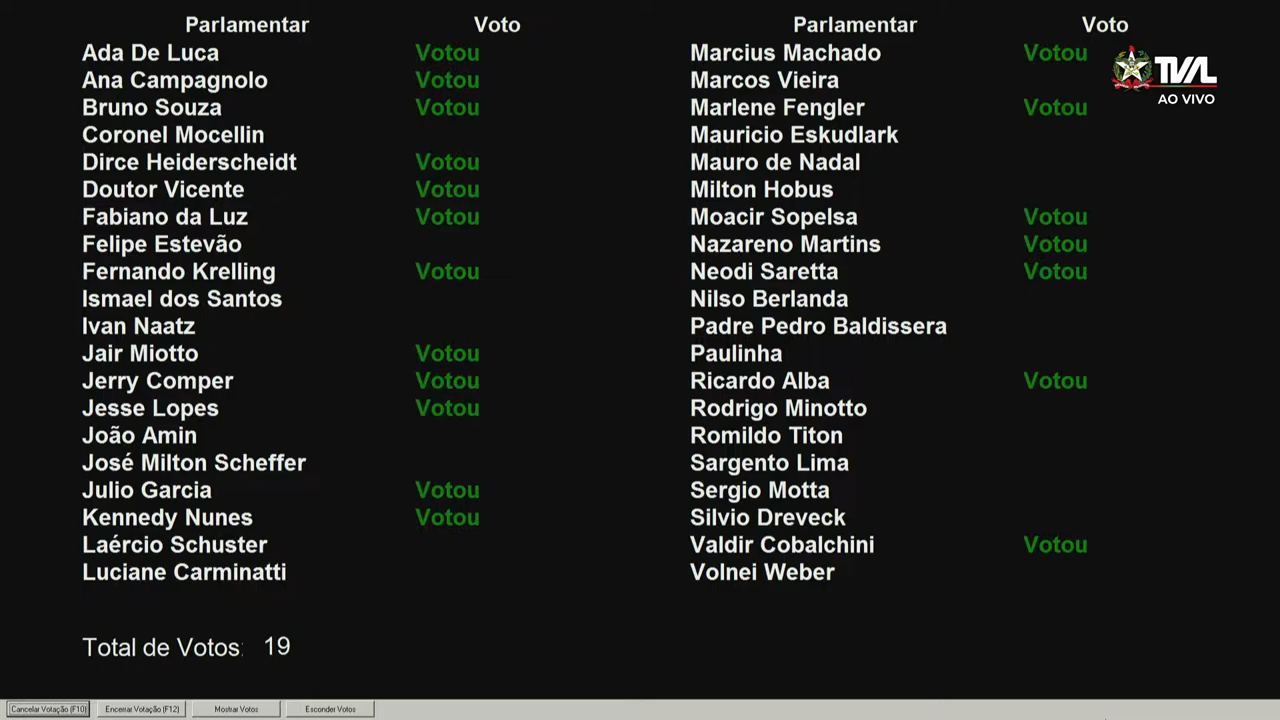 Parlamentar Voto Parlamentar Voto
Ada De Luca Votou Marcius Machado Votou
Ana Campagnolo Votou Marcos Vieira
Bruno Souza Votou Marlene Fengler Votou
Coronel Mocellin Mauricio Eskudlark
Dirce Heiderscheidt Votou Mauro de Nadal
Doutor Vicente Votou Milton Hobus
Fabiano da Luz Votou Moacir Sopelsa Votou
Felipe Estevão Nazareno Martins Votou
Fernando Krelling Votou Neodi Saretta Votou
Ismael dos Santos Nilso Berlanda
Ivan Naatz Padre Pedro Baldissera
Jair Miotto Votou Paulinha
Jerry Comper Votou Ricardo Alba Votou
Jesse Lopes Votou Rodrigo Minotto
João Amin Romildo Titon
José Milton Scheffer Sargento Lima
Julio Garcia Votou Sergio Motta
Kennedy Nunes Votou Silvio Dreveck
Laércio Schuster Valdir Cobalchini Votou
Luciane Carminatti Volnei Weber
TVAL
AO VIVO
Total de Votos: 19
Cancelar Votação (F10) Encerrar Votação (F12) Mostrar Votos Esconder Votos